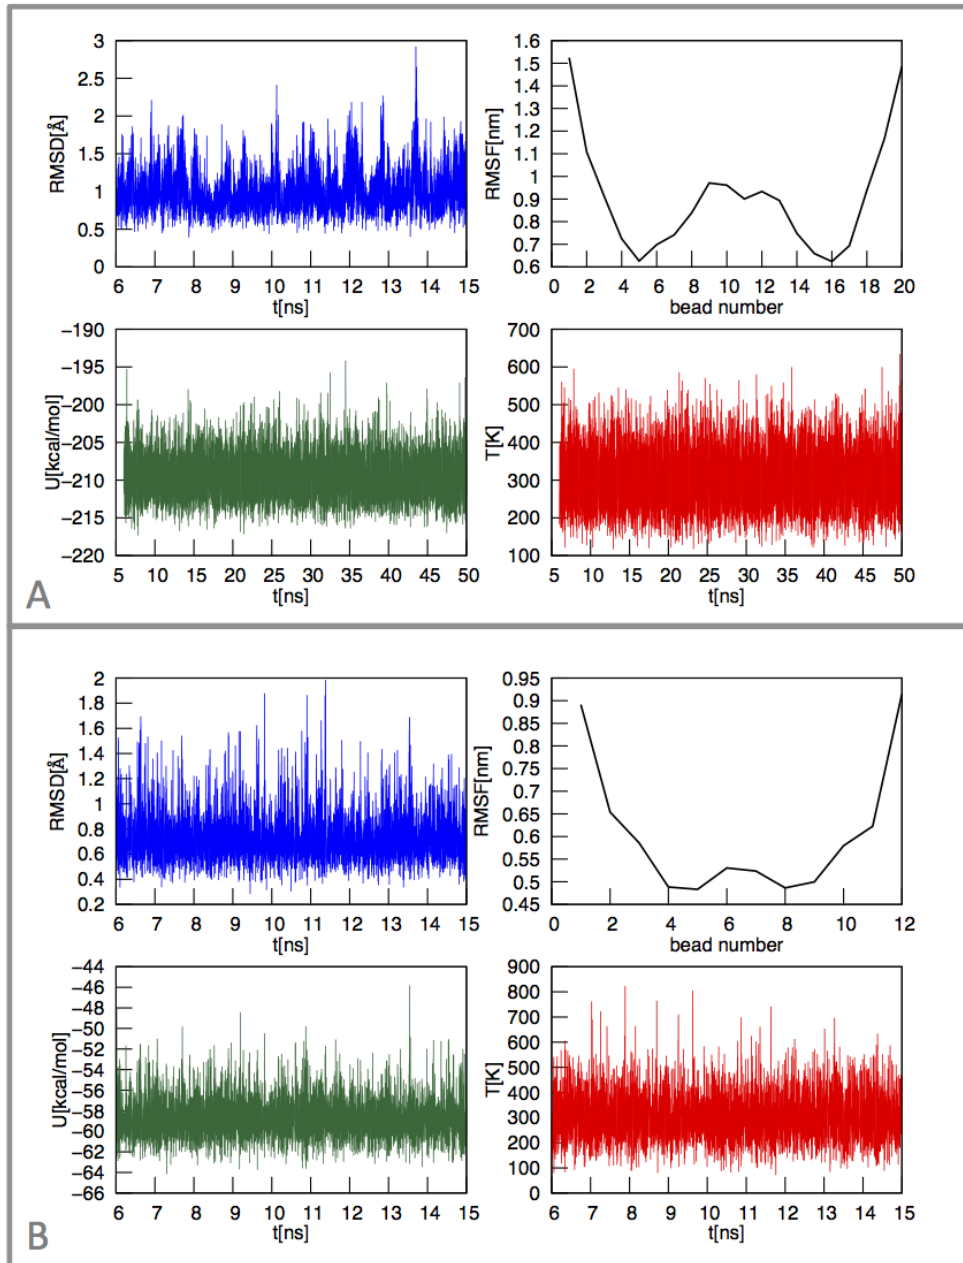 3
2.5
2
1.5
1
0.5
0
RMSD[Å]
6 7 8 9 10 11 12 13 14 15
t[ns]
1.6
1.5
1.4
1.3
1.2
1.1
1
0.9
0.8
0.7
0.6
RMSF[nm]
0 2 4 6 8 10 12 14 16 18 20
bead number
−190
−195
−200
−205
−210
−215
−220
U[kcal/mol]
5 10 15 20 25 30 35 40 45 50
t[ns]
700
600
500
400
300
200
100
T[K]
5 10 15 20 25 30 35 40 45 50
t[ns]
A
2
1.8
1.6
1.4
1.2
1
0.8
0.6
0.4
0.2
RMSD[Å]
6 7 8 9 10 11 12 13 14 15
t[ns]
0.95
0.9
0.85
0.8
0.75
0.7
0.65
0.6
0.55
0.5
0.45
RMSF[nm]
0 2 4 6 8 10 12
bead number
−44
−46
−48
−50
−52
−54
−56
−58
−60
−62
−64
−66
U[kcal/mol]
6 7 8 9 10 11 12 13 14 15
t[ns]
900
800
700
600
500
400
300
200
100
0
T[K]
6 7 8 9 10 11 12 13 14 15
t[ns]
B